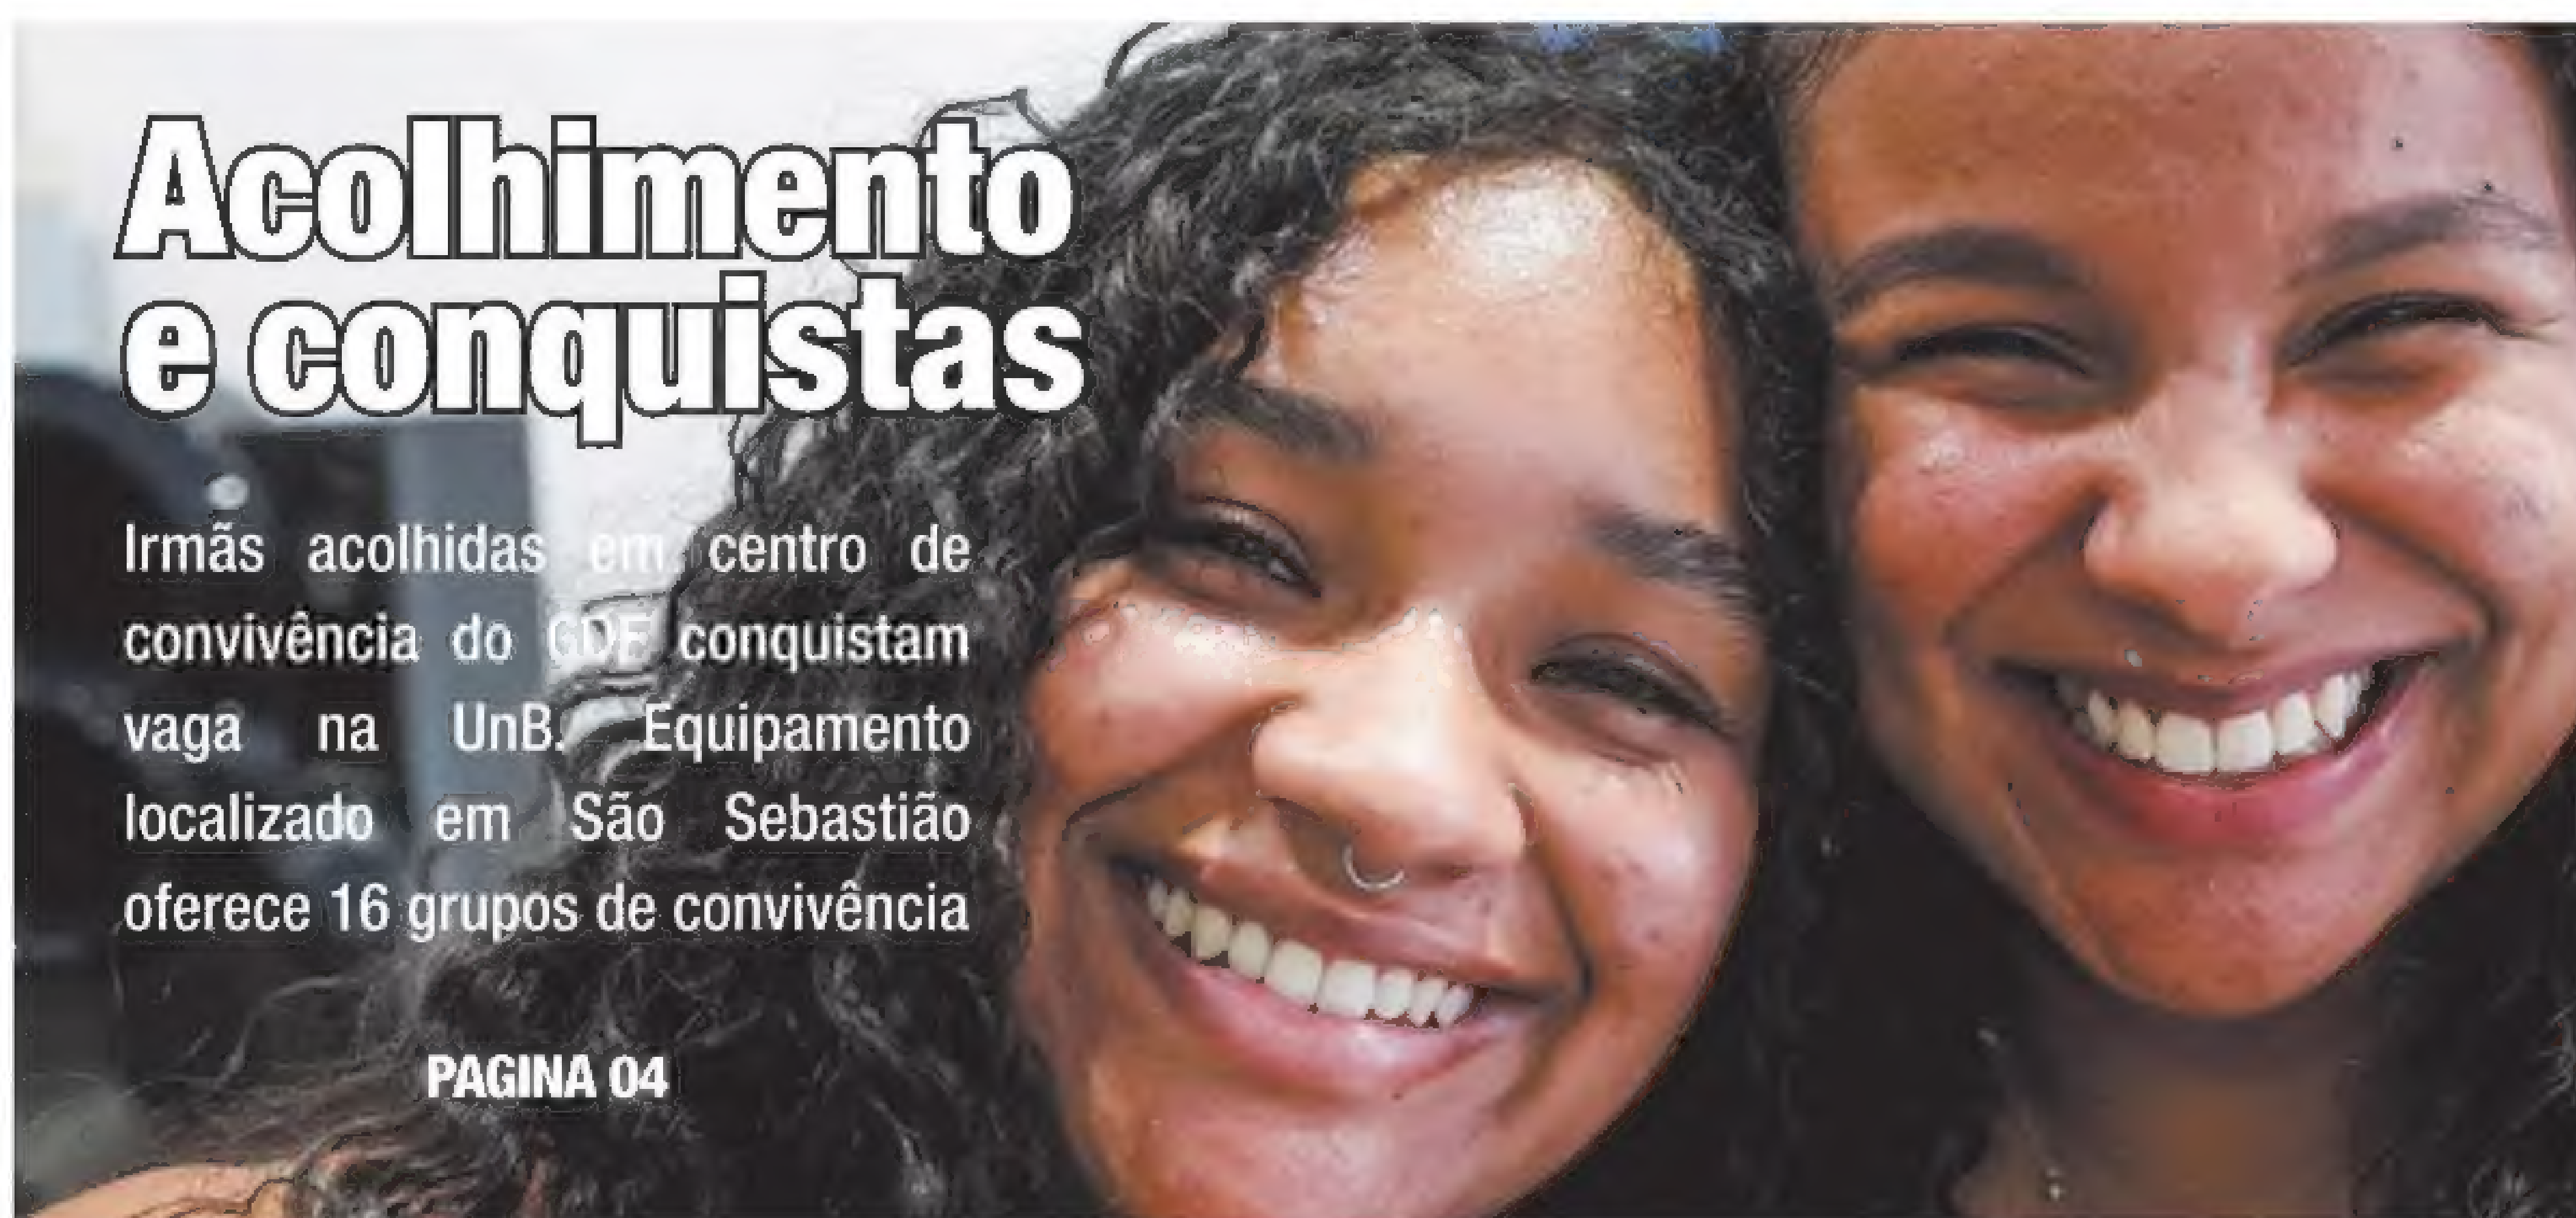 Acolhimento
e conquistas
Irmãs acolhidas em centro de
convivência do GDF conquistam
vaga na UnB. Equipamento
localizado em São Sebastião
oferece 16 grupos de convivência
PAGINA 04